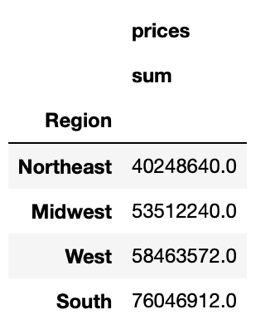 prices
sum
Region
Northeast 40248640.0
Midwest 53512240.0
West 58463572.0
South 76046912.0